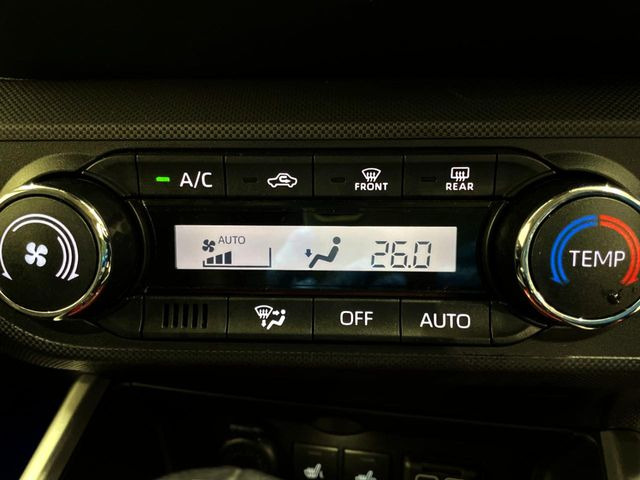 A/C
FRONT
REAR
AUTO
26.0
TEMP
OFF
AUTO